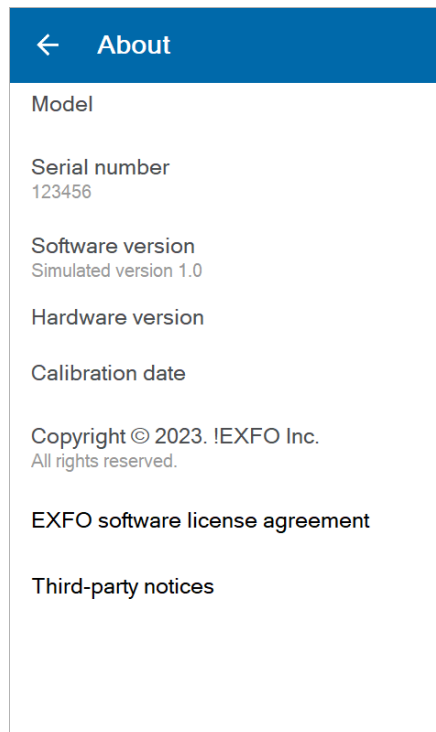 About
Model
Serial number
123456
Software version
Simulated version 1.0
Hardware version
Calibration date
Copyright © 2023. !EXFO Inc.
All rights reserved.
EXFO software license agreement
Third-party notices